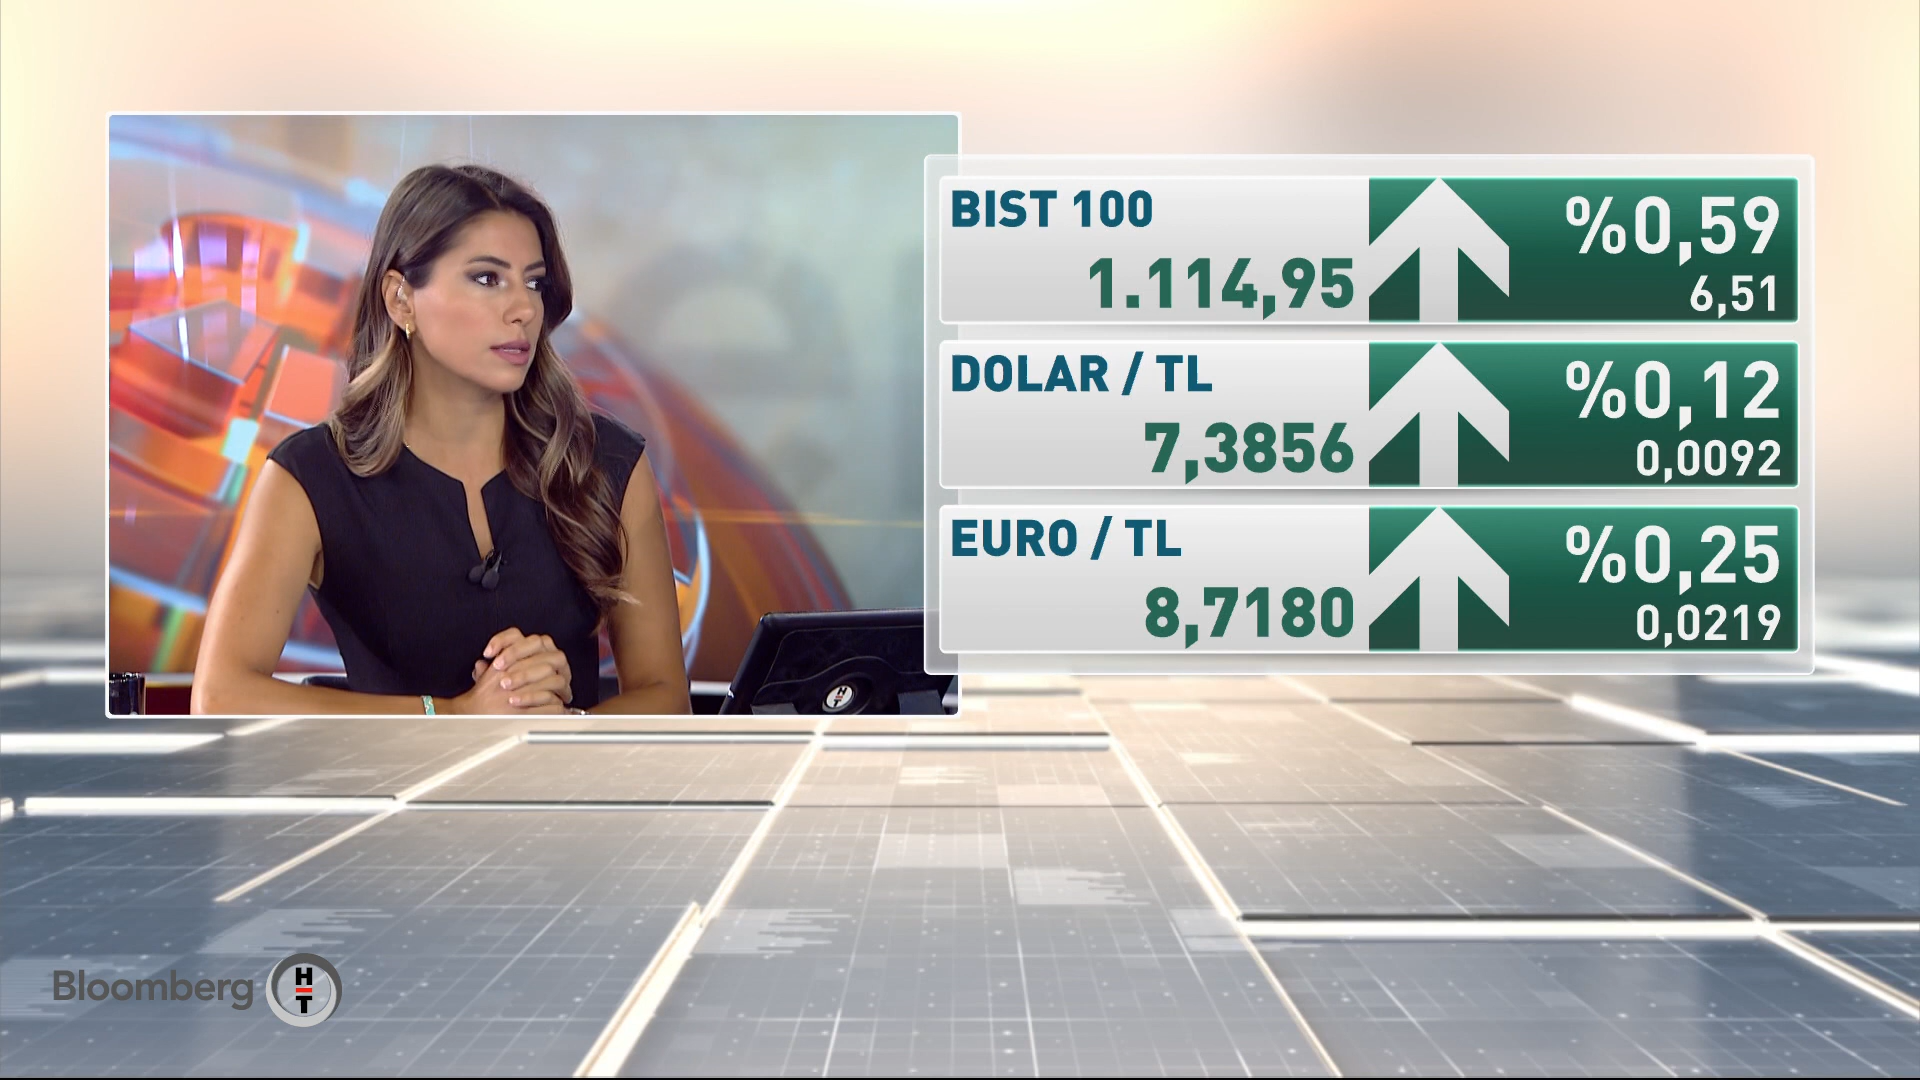 BIST 100
1.114,95
%0,59
6,51
DOLAR / TL
7,3856
%0,12
0,0092
EURO / TL
8,7180
%0,25
0,0219
H
T
Bloomberg
H
T